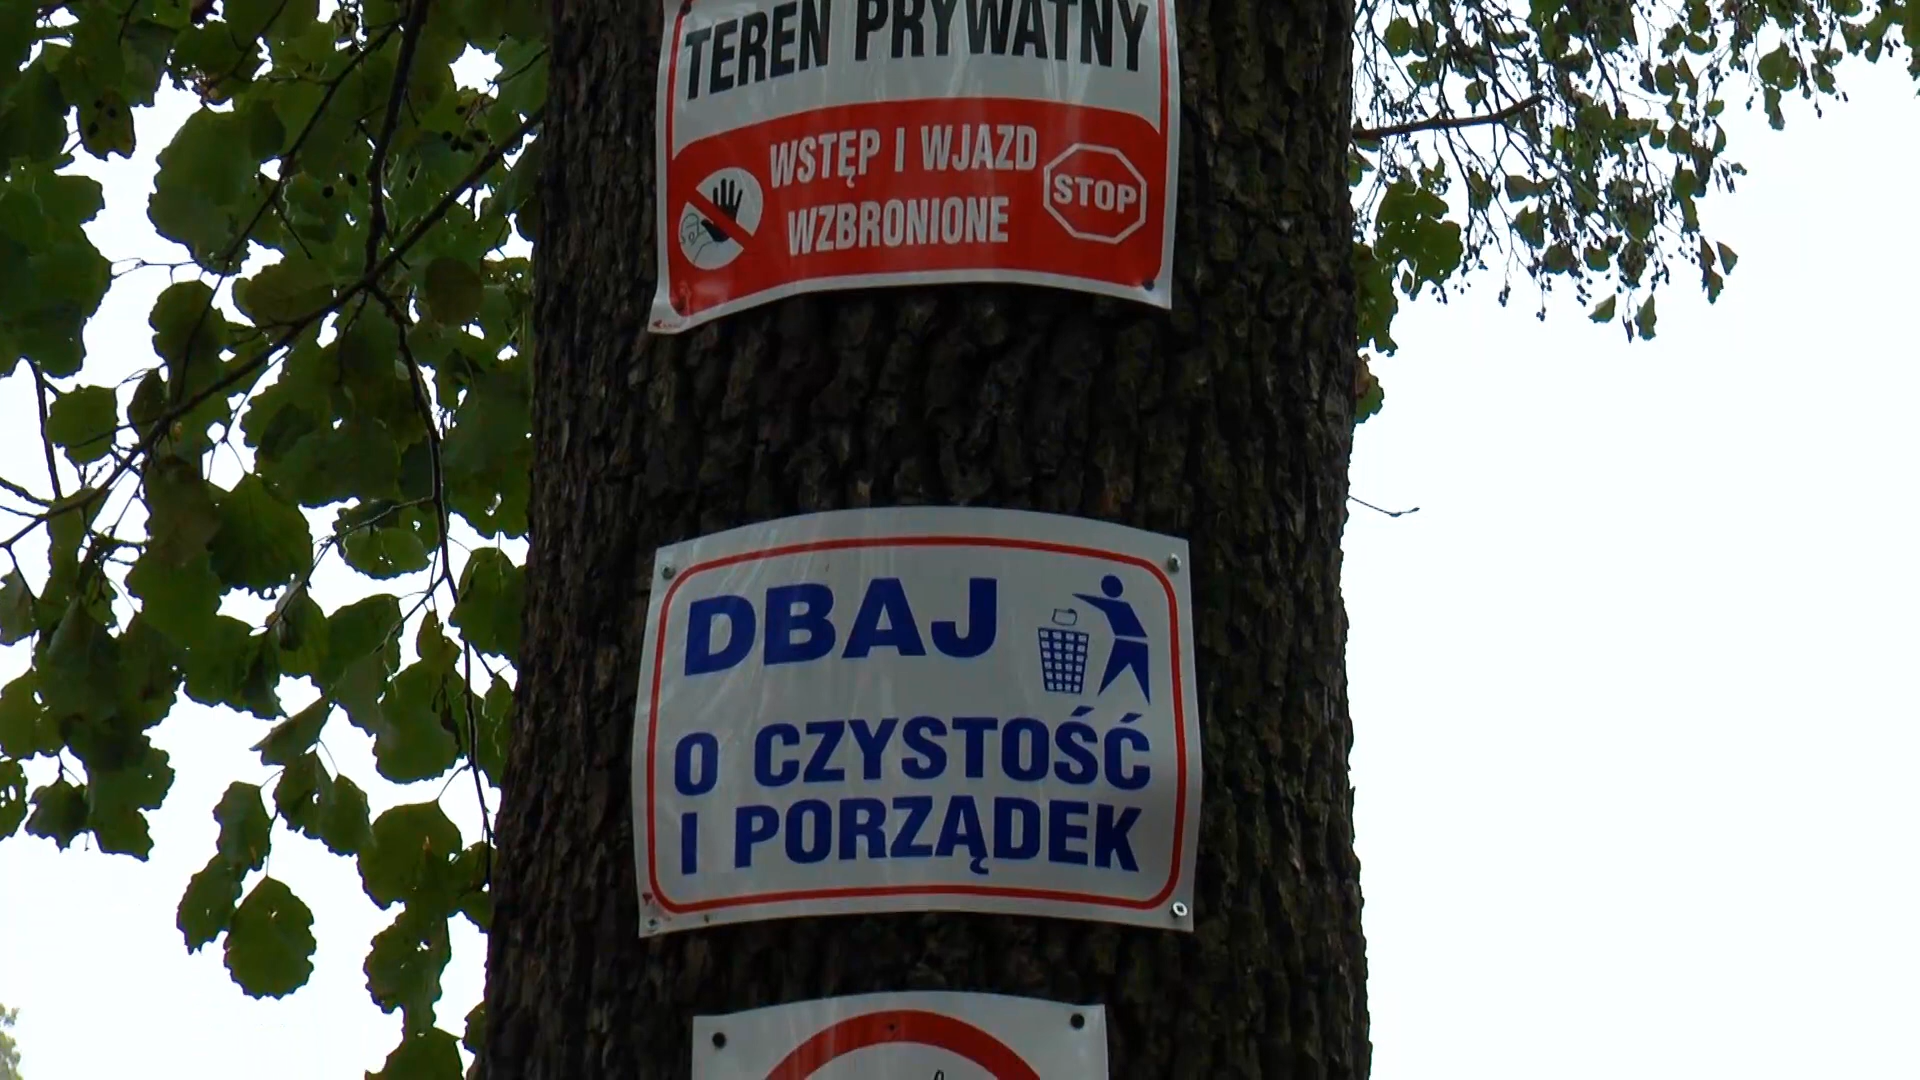 TEREN PRYWATNY
WSTĘP I WJAZD
WZBRONIONE
STOP
DBAJ
O CZYSTOŚĆ
I PORZĄDEK